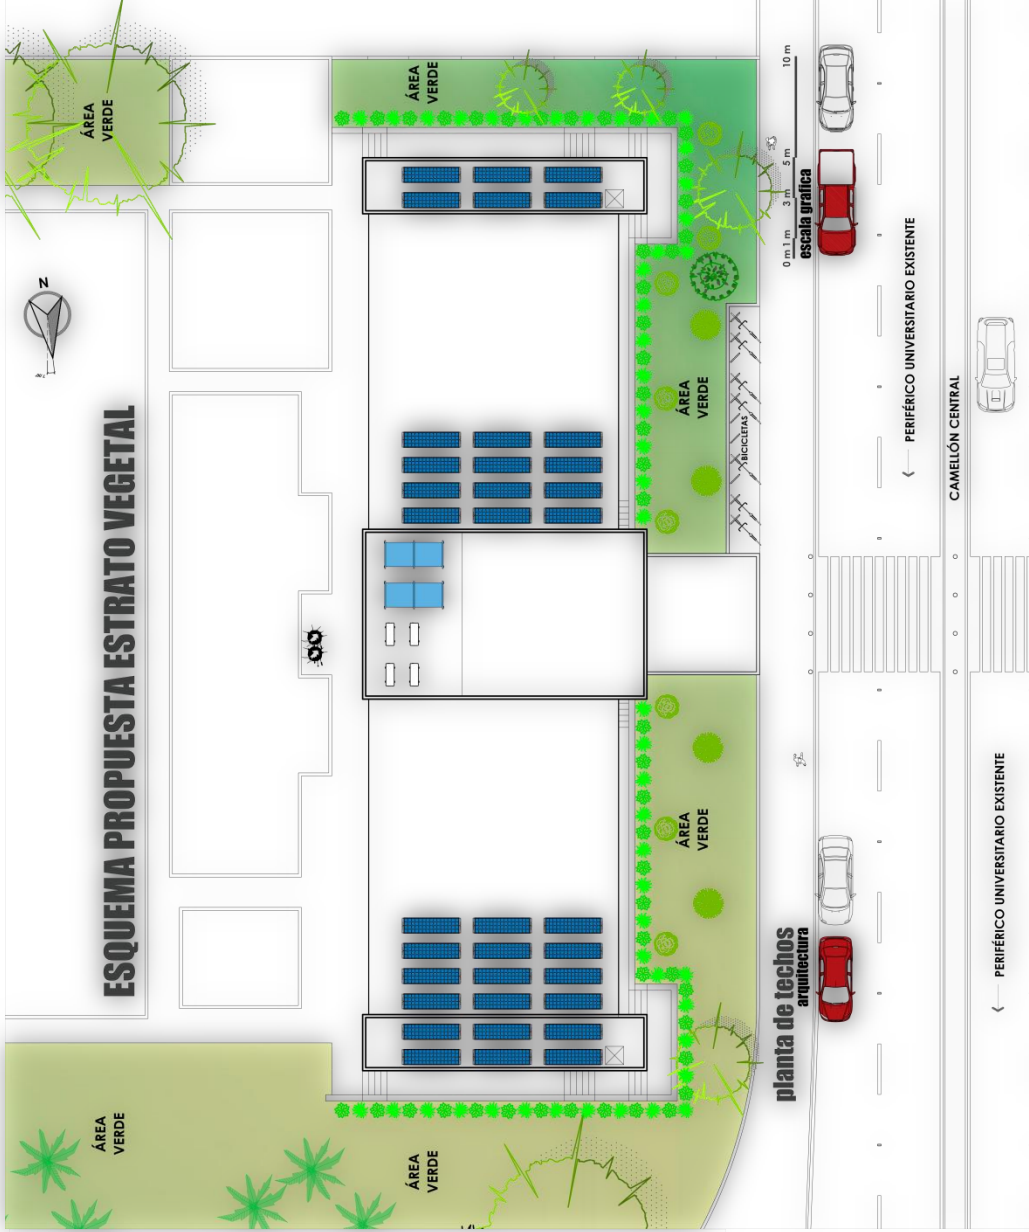 N
ÁREA
VERDE
ÁREA
VERDE
ESQUEMA PROPUESTA ESTRATO VEGETAL
ÁREA
VERDE
ÁREA
VERDE
ÁREA
VERDE
ÁREA
VERDE
BICICLETAS
planta de techos
arquitectura
0 m 1 m 3 m 5 m 10 m
escala grafica
PERIFÉRICO UNIVERSITARIO EXISTENTE
CAMELLÓN CENTRAL
PERIFÉRICO UNIVERSITARIO EXISTENTE